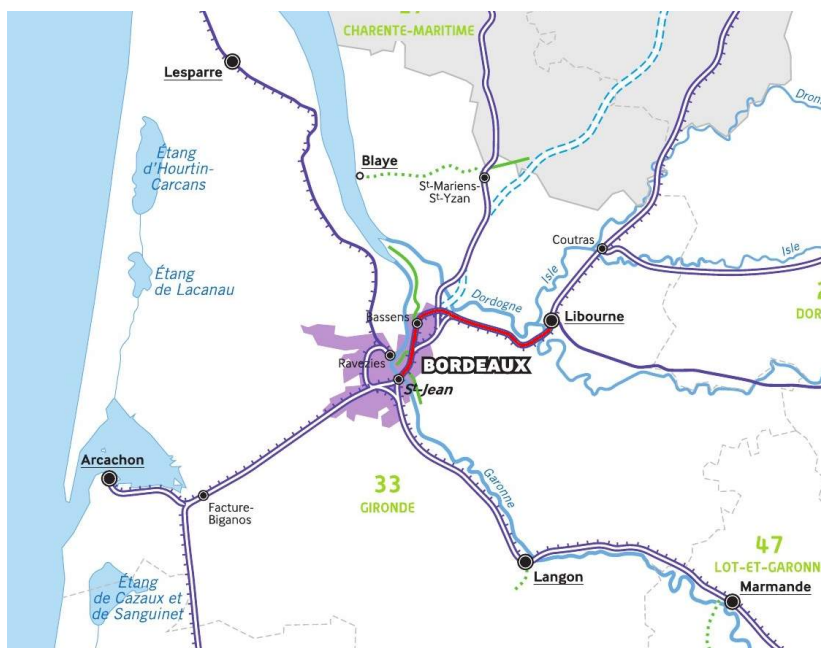 CHARENTE-MARITIME
Lesparre
Étang
d'Hourtin-
Carcans
Blaye
St-Mariens-
St-Yzan
Coutras
Isle
Isle
Étang
de Lacanau
Dordogne
Libourne
Bassens
Ravezies
BORDEAUX
St-Jean
Arcachon
Facture-
Biganos
33
GIRONDE
Garonne
47
LOT-ET-GARONN
Langon
Marmande
Étang
de Cazaux et
de Sanguinet